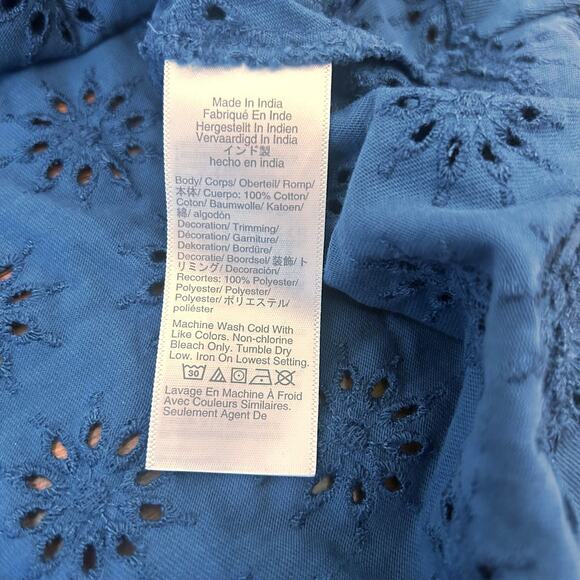 Made In India
Fabriqué En Inde
Hergestellt In Indien
Vervaardigd In India
インド製
hecho en india
Body/ Corps/ Oberteil/ Romp/
本体/ Cuerpo: 100% Cotton/
Coton/ Baumwolle/ Katoen/
綿/ algodón
Decoration/ Trimming/
Décoration/ Garniture/
Dekoration/ Bordüre/
Decoratie/ Boordsel/ 装飾/ ト
リミング/ Decoración/
Recortes: 100% Polyester/
Polyester/ Polyester/
Polyester/ ポリエステル/
poliéster
Machine Wash Cold With
Like Colors. Non-chlorine
Bleach Only. Tumble Dry
Low. Iron On Lowest Setting.
30
Lavage En Machine À Froid
Avec Couleurs Similaires.
Seulement Agent De